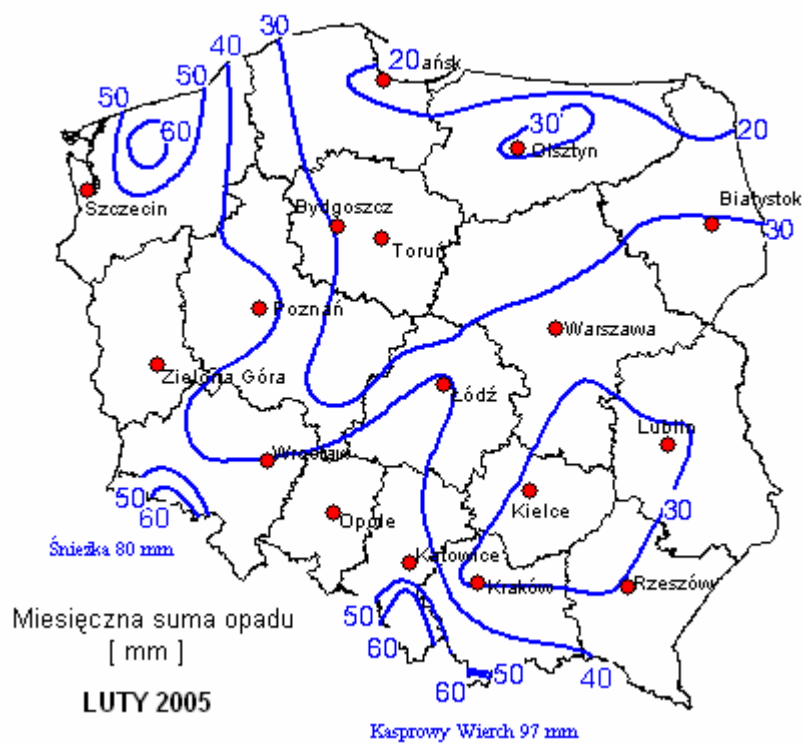 30
40
50
50
60
20
ańsk
20
30
Olsztyn
Szczecin
Bydgoszcz
Toruń
Białystok
30
Poznań
Warszawa
Zielona Góra
Łódź
Lublin
Wrocław
50
60
Opole
Kielce
30
Śnieżka 80 mm
Katowice
Kraków
Rzeszów
50
60
50
60
40
Miesięczna suma opadu
[ mm ]
LUTY 2005
Kasprowy Wierch 97 mm